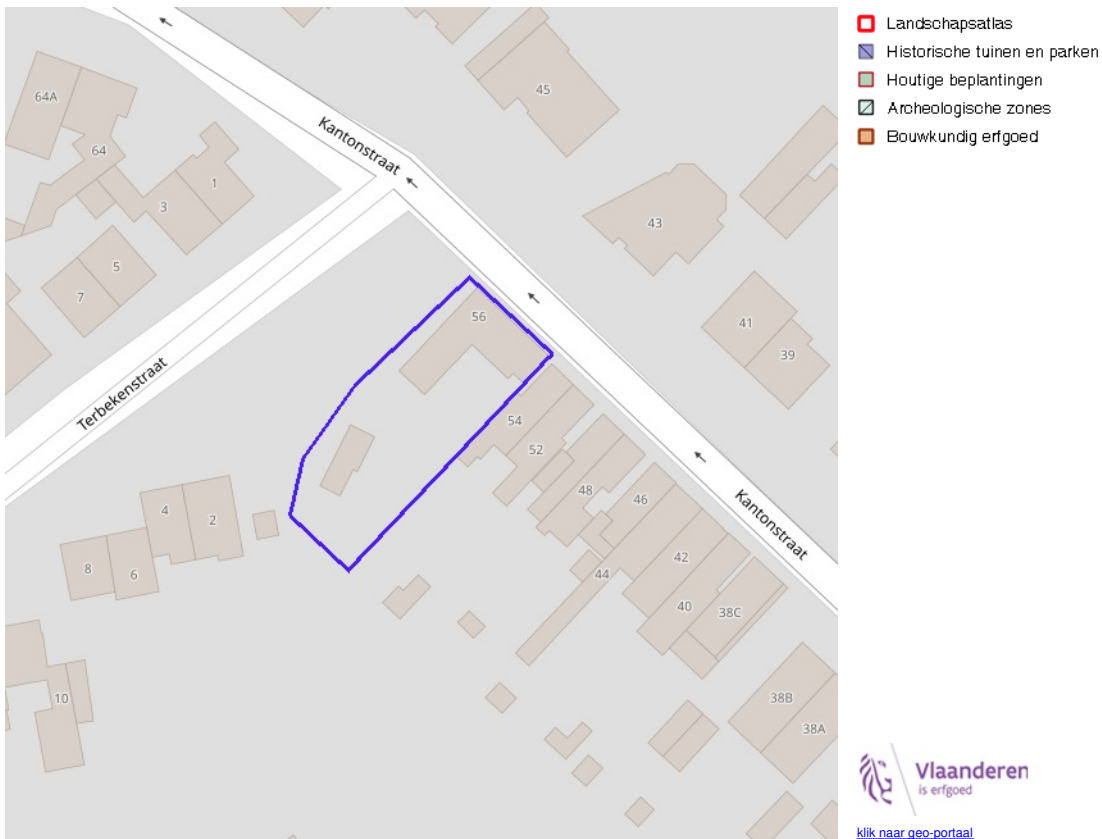 Landschapsatlas
Historische tuinen en parken
Houtige beplantingen
Archeologische zones
Bouwkundig erfgoed
64A
64
45
Kantonstraat
1
3
43
5
7
56
41
39
Terbekenstraat
54
52
48
46
Kantonstraat
4
2
42
8
6
44
40
38C
10
38B
38A
Vlaanderen
is erfgoed
klik naar geo-portaal